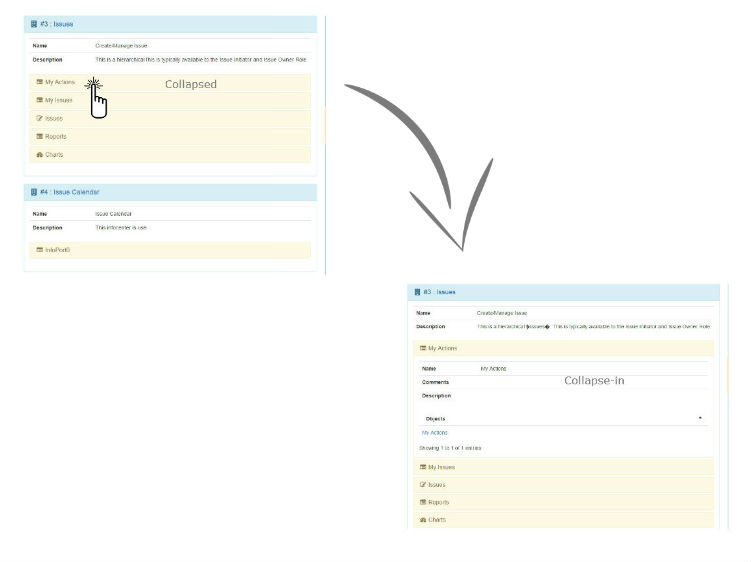 #3 : Issues
Name Create/Manage Issue
Description This is a hierarchical This is typically available to the Issue Initiator and Issue Owner Role.
My Actions
Collapsed
My Issues
Issues
Reports
Charts
#4 : Issue Calendar
Name Issue Calendar
Description This infocenter is use
InfoPort0
#3 : Issues
Name Create/Manage Issue
Description This is a hierarchical �Issues�. This is typically available to the Issue Initiator and Issue Owner Role
My Actions
Name My Actions
Comments
Collapse-in
Description
Objects
My Actions
Showing 1 to 1 of 1 entries
My Issues
Issues
Reports
Charts